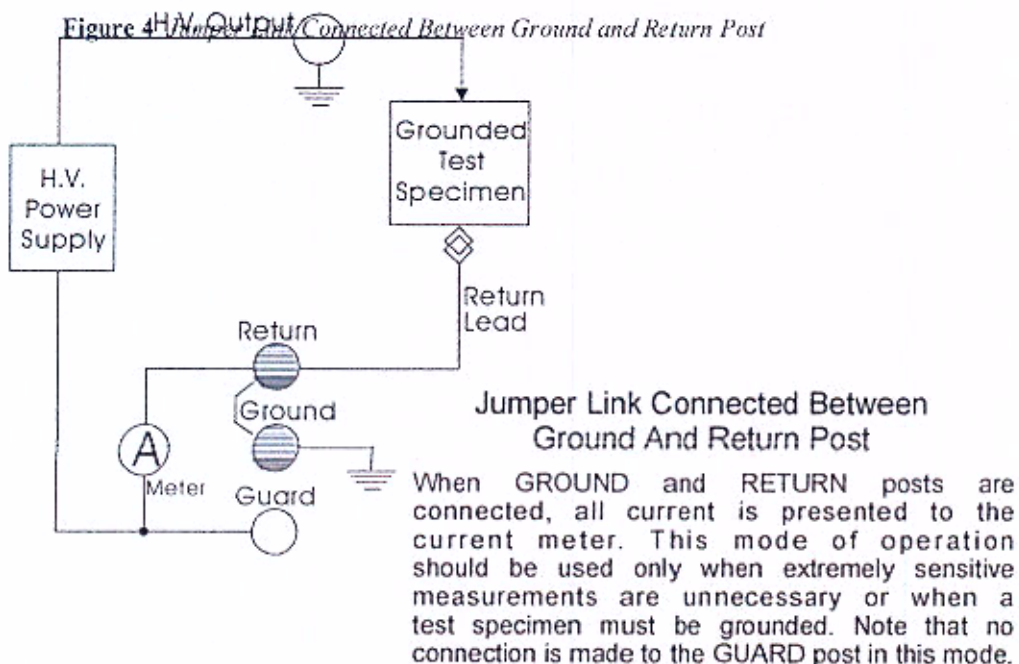 Figure 4 Jumper Link Connected Between Ground and Return Post
H.V. Output
Grounded
Test
Specimen
H.V.
Power
Supply
Return
Lead
Return
Ground
A
Meter
Guard
Jumper Link Connected Between
Ground And Return Post
When GROUND and RETURN posts are
connected, all current is presented to the
current meter. This mode of operation
should be used only when extremely sensitive
measurements are unnecessary or when a
test specimen must be grounded. Note that no
connection is made to the GUARD post in this mode.